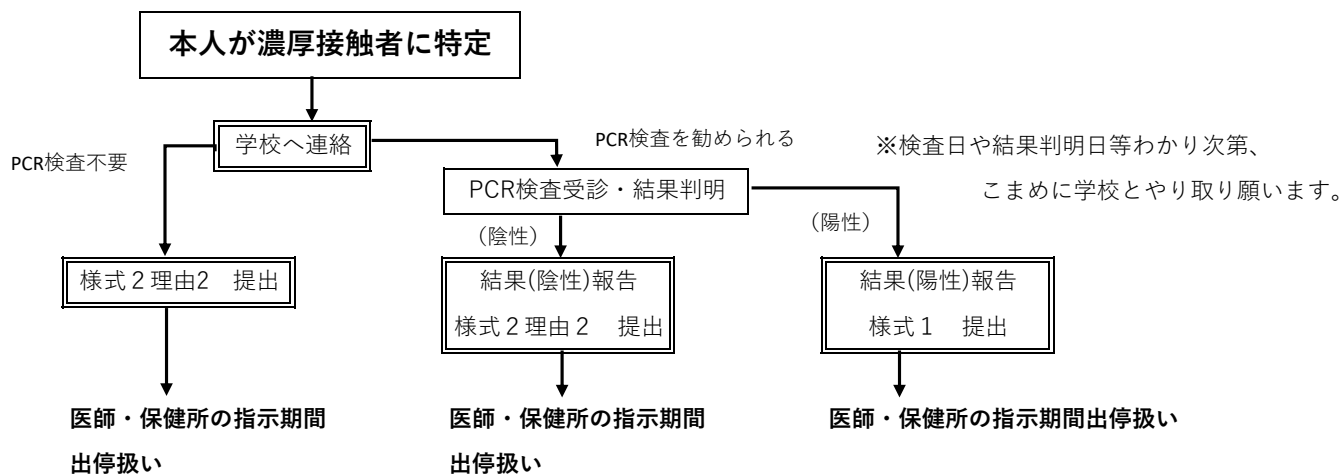 本人が濃厚接触者に特定
学校へ連絡
PCR検査不要
PCR検査を勧められる
※検査日や結果判明日等わかり次第、
こまめに学校とやり取り願います。
PCR検査受診・結果判明
（陰性）
（陽性）
様式２理由2　提出
結果(陰性)報告
様式２理由２　提出
結果(陽性)報告
様式１　提出
医師・保健所の指示期間
出停扱い
医師・保健所の指示期間
出停扱い
医師・保健所の指示期間出停扱い